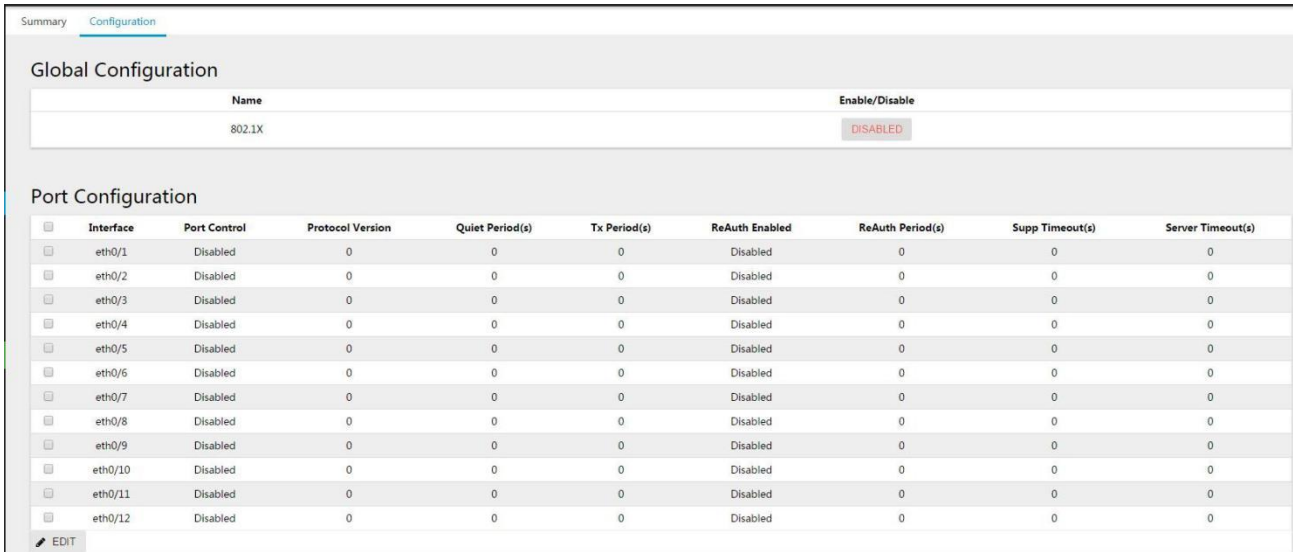 Summary Configuration
Global Configuration
Name Enable/Disable
802.1X DISABLED
Port Configuration
Interface Port Control Protocol Version Quiet Period(s) Tx Period(s) ReAuth Enabled ReAuth Period(s) Supp Timeout(s) Server Timeout(s)
eth0/1 Disabled 0 0 0 Disabled 0 0 0
eth0/2 Disabled 0 0 0 Disabled 0 0 0
eth0/3 Disabled 0 0 0 Disabled 0 0 0
eth0/4 Disabled 0 0 0 Disabled 0 0 0
eth0/5 Disabled 0 0 0 Disabled 0 0 0
eth0/6 Disabled 0 0 0 Disabled 0 0 0
eth0/7 Disabled 0 0 0 Disabled 0 0 0
eth0/8 Disabled 0 0 0 Disabled 0 0 0
eth0/9 Disabled 0 0 0 Disabled 0 0 0
eth0/10 Disabled 0 0 0 Disabled 0 0 0
eth0/11 Disabled 0 0 0 Disabled 0 0 0
eth0/12 Disabled 0 0 0 Disabled 0 0 0
EDIT